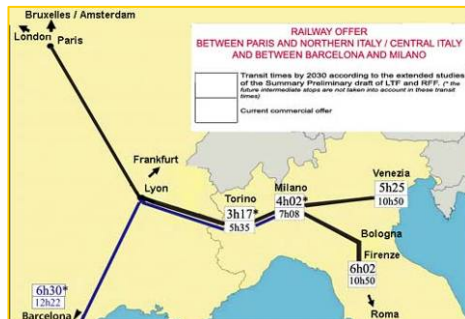 Bruxelles / Amsterdam
London
Paris
RAILWAY OFFER
BETWEEN PARIS AND NORTHERN ITALY / CENTRAL ITALY
AND BETWEEN BARCELONA AND MILANO
Transit times by 2030 according to the extended studies
of the Summary Preliminary draft of LTF and RFF. (* the
future intermediate stops are not taken into account in these transit
times)
Current commercial offer
Frankfurt
Lyon
Torino
3h17*
5h35
Milano
4h02*
7h08
Venezia
5h25
10h50
Bologna
Firenze
6h02
10h50
Roma
6h30*
12h22
Barcelona